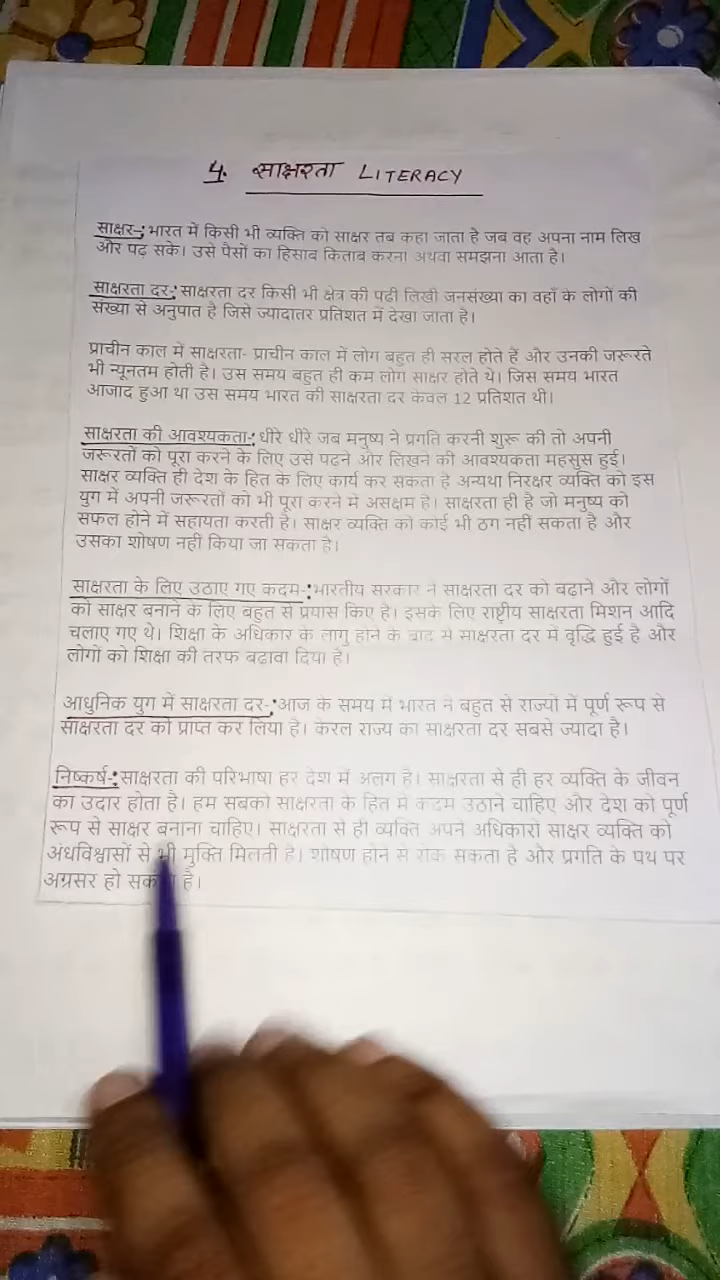 4. साक्षरता LITERACY
साक्षर-: भारत में किसी भी व्यक्ति को साक्षर तब कहा जाता है जब वह अपना नाम लिख
और पढ़ सके। उसे पैसों का हिसाब किताब करना अथवा समझना आता है।
साक्षरता दर-: साक्षरता दर किसी भी क्षेत्र की पढी लिखी जनसंख्या का वहाँ के लोगों की
संख्या से अनुपात है जिसे ज्यादातर प्रतिशत में देखा जाता है।
प्राचीन काल में साक्षरता- प्राचीन काल में लोग बहुत ही सरल होते हैं और उनकी जरूरते
भी न्यूनतम होती है। उस समय बहुत ही कम लोग साक्षर होते थे। जिस समय भारत
आजाद हुआ था उस समय भारत की साक्षरता दर केवल 12 प्रतिशत थी।
साक्षरता की आवश्यकता-: धीरे धीरे जब मनुष्य ने प्रगति करनी शुरू की तो अपनी
जरूरतों को पूरा करने के लिए उसे पढने और लिखने की आवश्यकता महसुस हुई।
साक्षर व्यक्ति ही देश के हित के लिए कार्य कर सकता है अन्यथा निरक्षर व्यक्ति को इस
युग में अपनी जरूरतों को भी पूरा करने में असक्षम है। साक्षरता ही है जो मनुष्य को
सफल होने में सहायता करती है। साक्षर व्यक्ति को कोई भी ठग नहीं सकता है और
उसका शोषण नहीं किया जा सकता है।
साक्षरता के लिए उठाए गए कदम-: भारतीय सरकार ने साक्षरता दर को बढाने और लोगों
को साक्षर बनाने के लिए बहुत से प्रयास किए है। इसके लिए राष्ट्रीय साक्षरता मिशन आदि
चलाए गए थे। शिक्षा के अधिकार के लागु होने के बाद से साक्षरता दर में वृद्धि हुई है और
लोगों को शिक्षा की तरफ बढावा दिया है।
आधुनिक युग में साक्षरता दर-: आज के समय में भारत ने बहुत से राज्यों में पूर्ण रूप से
साक्षरता दर को प्राप्त कर लिया है। केरल राज्य का साक्षरता दर सबसे ज्यादा है।
निष्कर्ष-: साक्षरता की परिभाषा हर देश में अलग है। साक्षरता से ही हर व्यक्ति के जीवन
का उदार होता है। हम सबको साक्षरता के हित में कदम उठाने चाहिए और देश को पूर्ण
रूप से साक्षर बनाना चाहिए। साक्षरता से ही व्यक्ति अपने अधिकारो साक्षर व्यक्ति को
अंधविश्वासों से भी मुक्ति मिलती है। शोषण होने से रोक सकता है और प्रगति के पथ पर
अग्रसर हो सकता है।